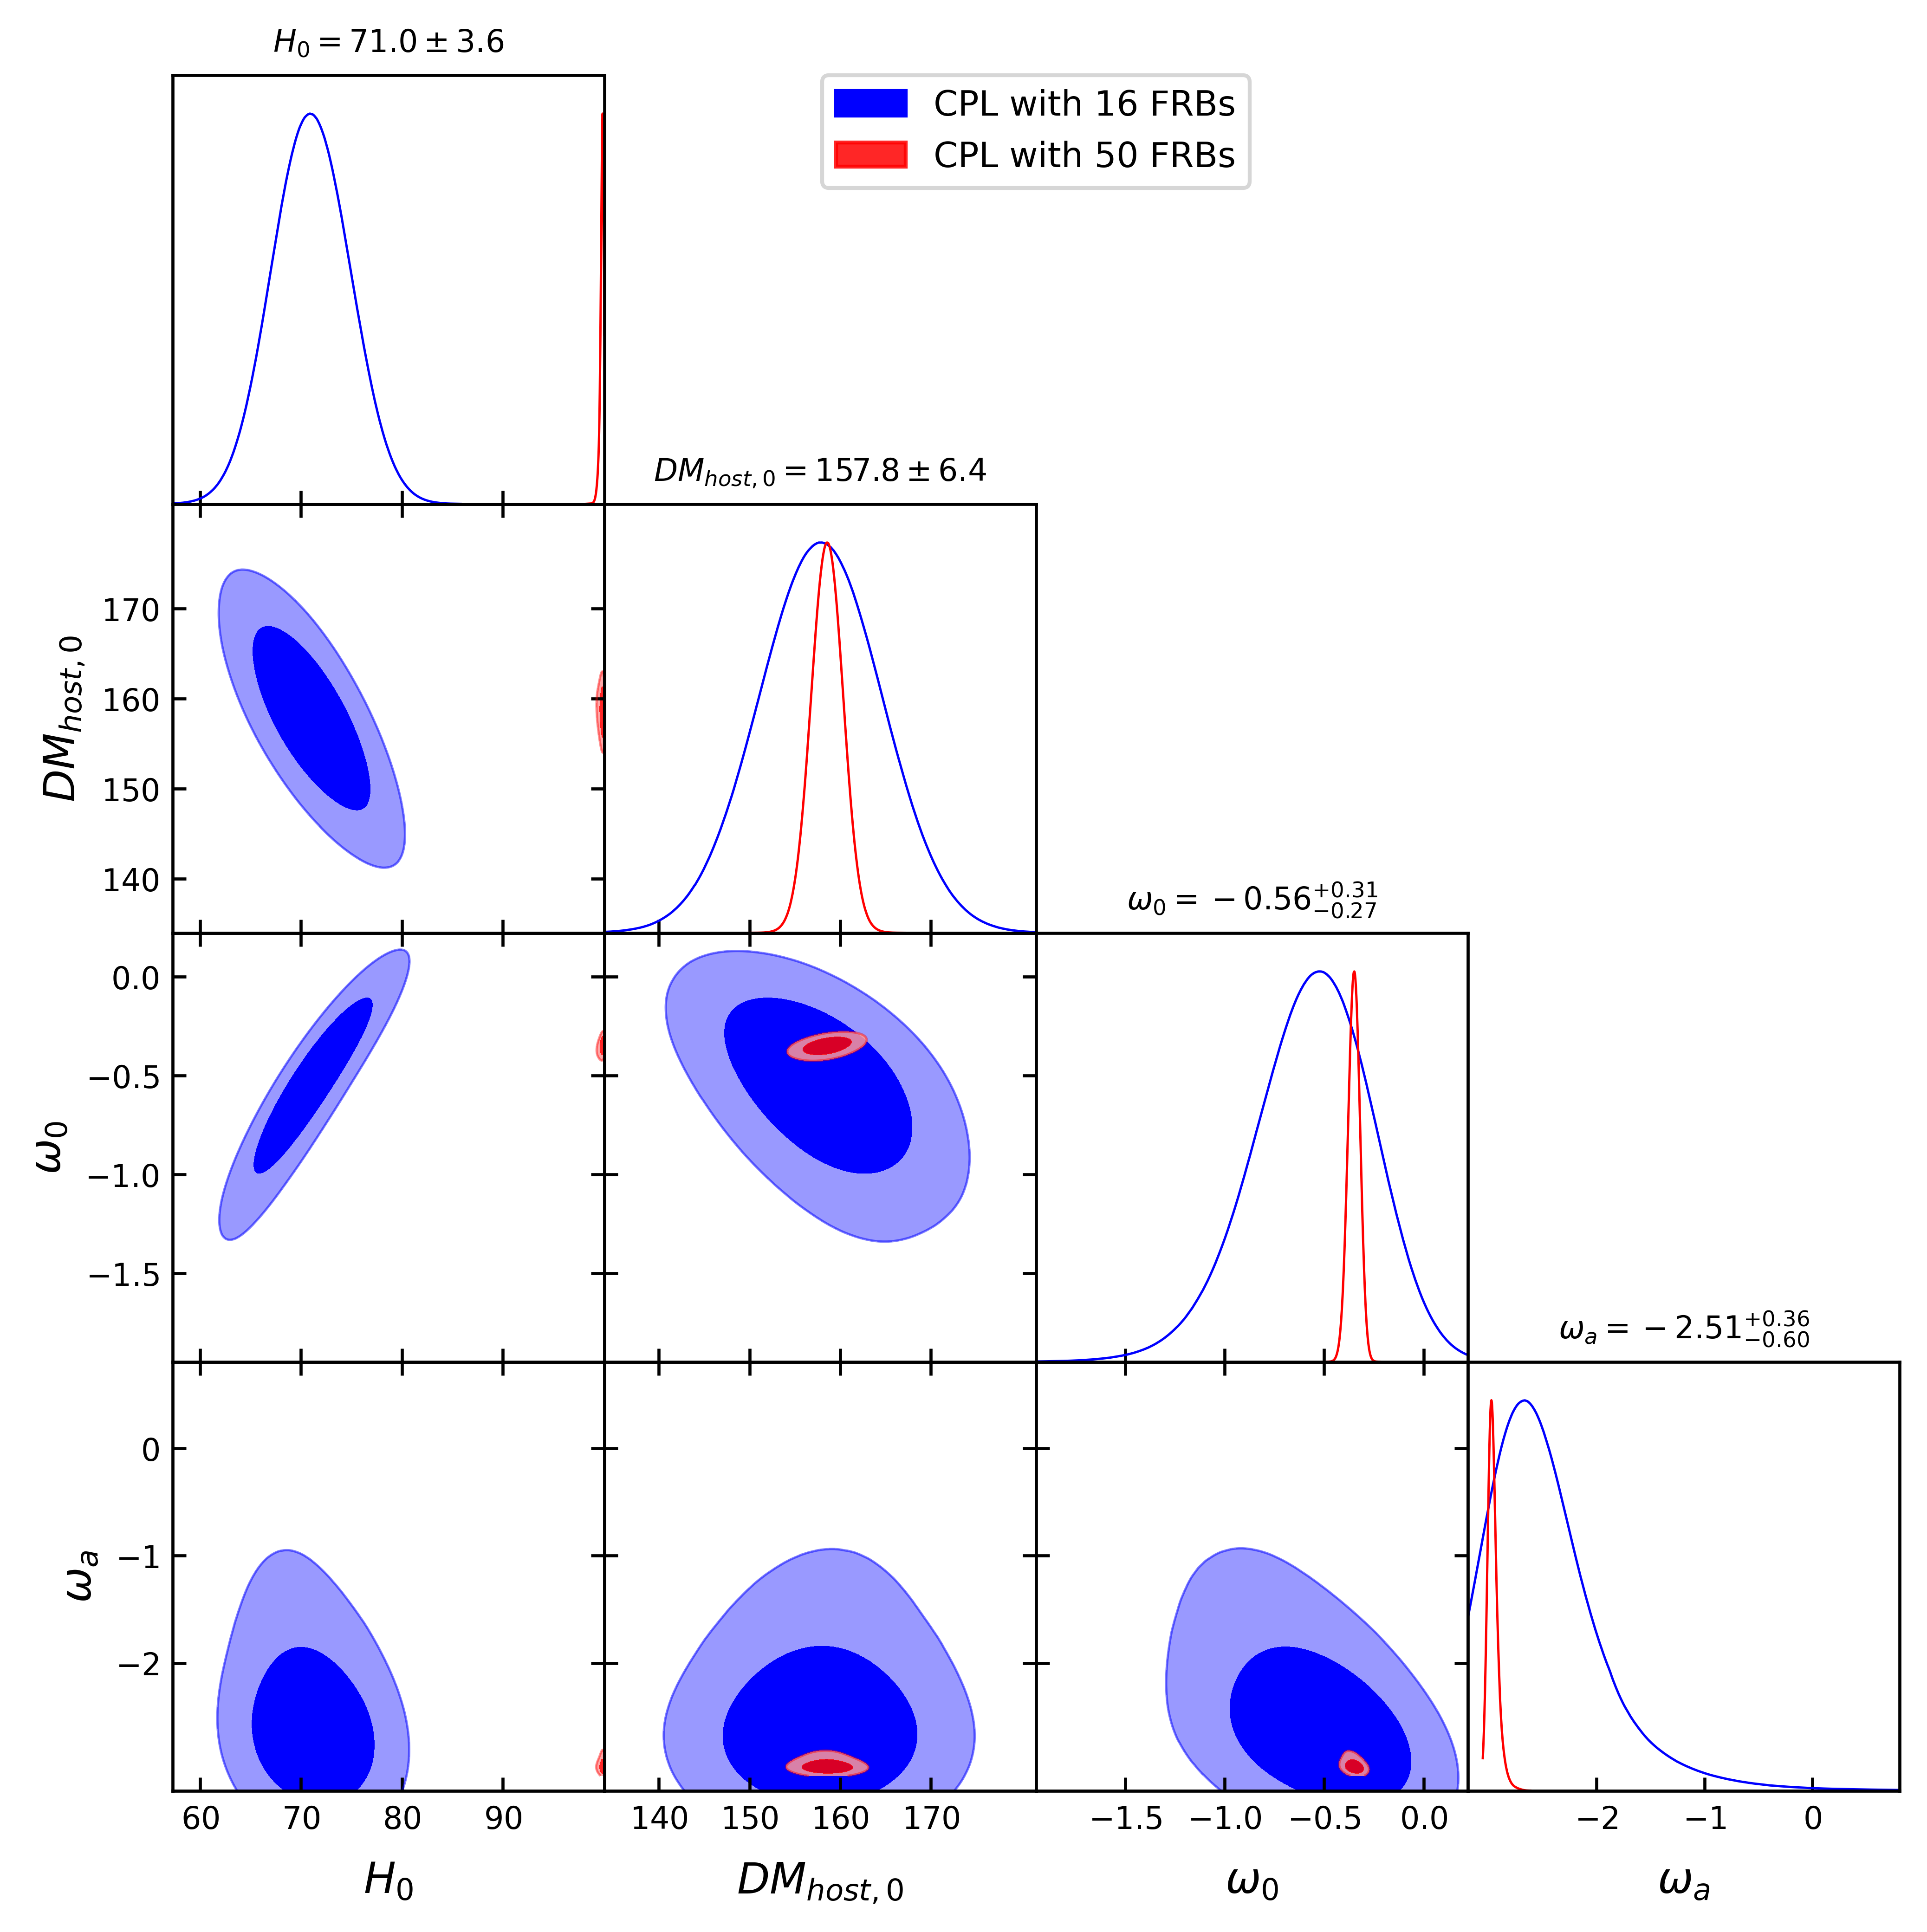 H₀ = 71.0 ± 3.6
CPL with 16 FRBs
CPL with 50 FRBs
DM_host, 0 = 157.8 ± 6.4
170
160
150
140
DM_host, 0
ω₀ = −0.56 +0.31 −0.27
0.0
−0.5
−1.0
−1.5
ω₀
ω_a = −2.51 +0.36 −0.60
0
−1
−2
ω_a
60 70 80 90 140 150 160 170 −1.5 −1.0 −0.5 0.0 −2 −1 0
H₀ DM_host, 0 ω₀ ω_a